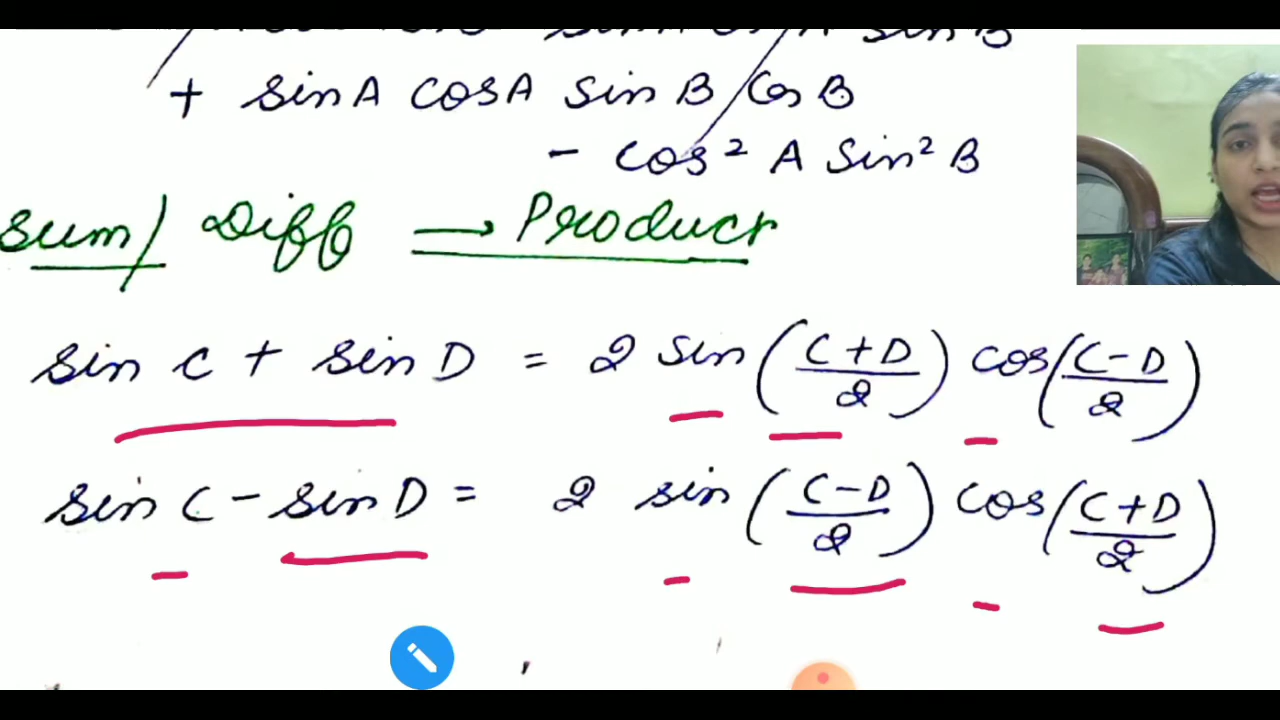 + sin A cos A sin B cos B
- cos² A sin² B
Sum/ Diff → Product
sin C + sin D = 2 sin (C+D/2) cos (C-D/2)
sin C - sin D = 2 sin (C-D/2) cos (C+D/2)